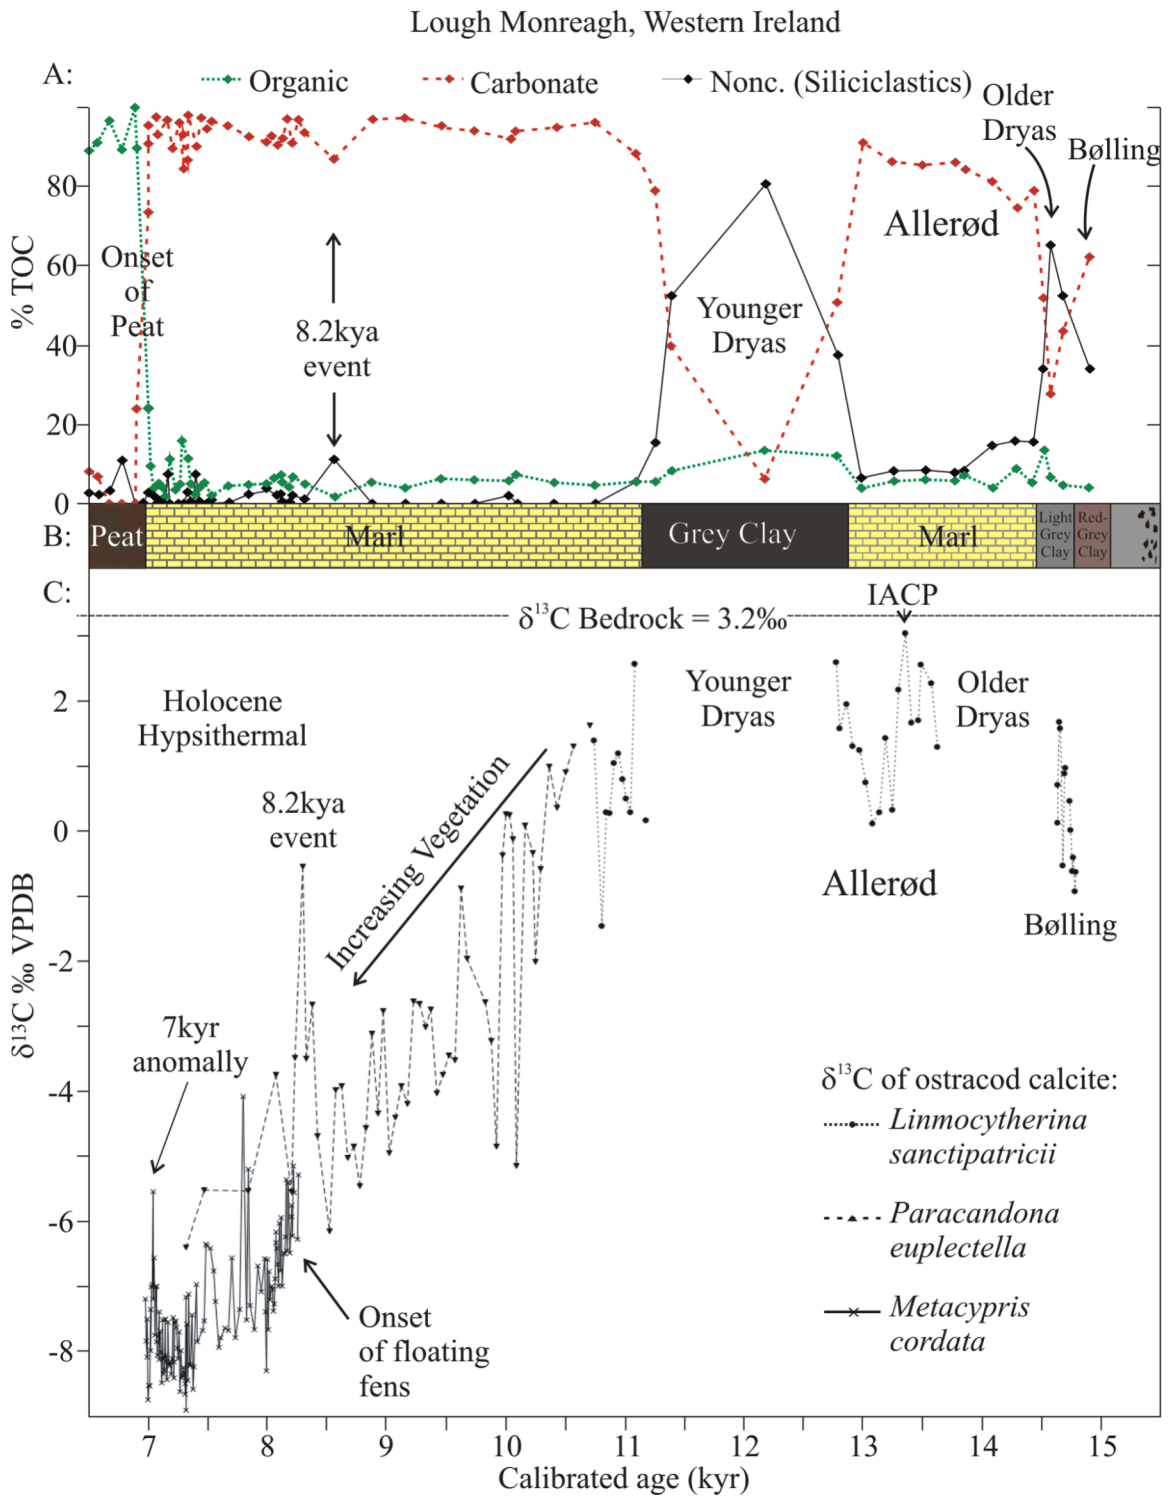 Lough Monreagh, Western Ireland
A:
Organic
Carbonate
Nonc. (Siliciclastics)
Older
Dryas
Bølling
80
60
40
20
0
% TOC
Onset
of
Peat
8.2kya
event
Younger
Dryas
Allerød
B:
Peat
Marl
Grey Clay
Marl
Light
Grey
Clay
Red-
Grey
Clay
C:
δ¹³C Bedrock = 3.2‰
IACP
2
0
-2
-4
-6
-8
δ¹³C ‰ VPDB
Holocene
Hypsithermal
8.2kya
event
Increasing Vegetation
7kyr
anomally
Onset
of floating
fens
Younger
Dryas
Older
Dryas
Allerød
Bølling
δ¹³C of ostracod calcite:
Linmocytherina
sanctipatricii
Paracandona
euplectella
Metacypris
cordata
7 8 9 10 11 12 13 14 15
Calibrated age (kyr)